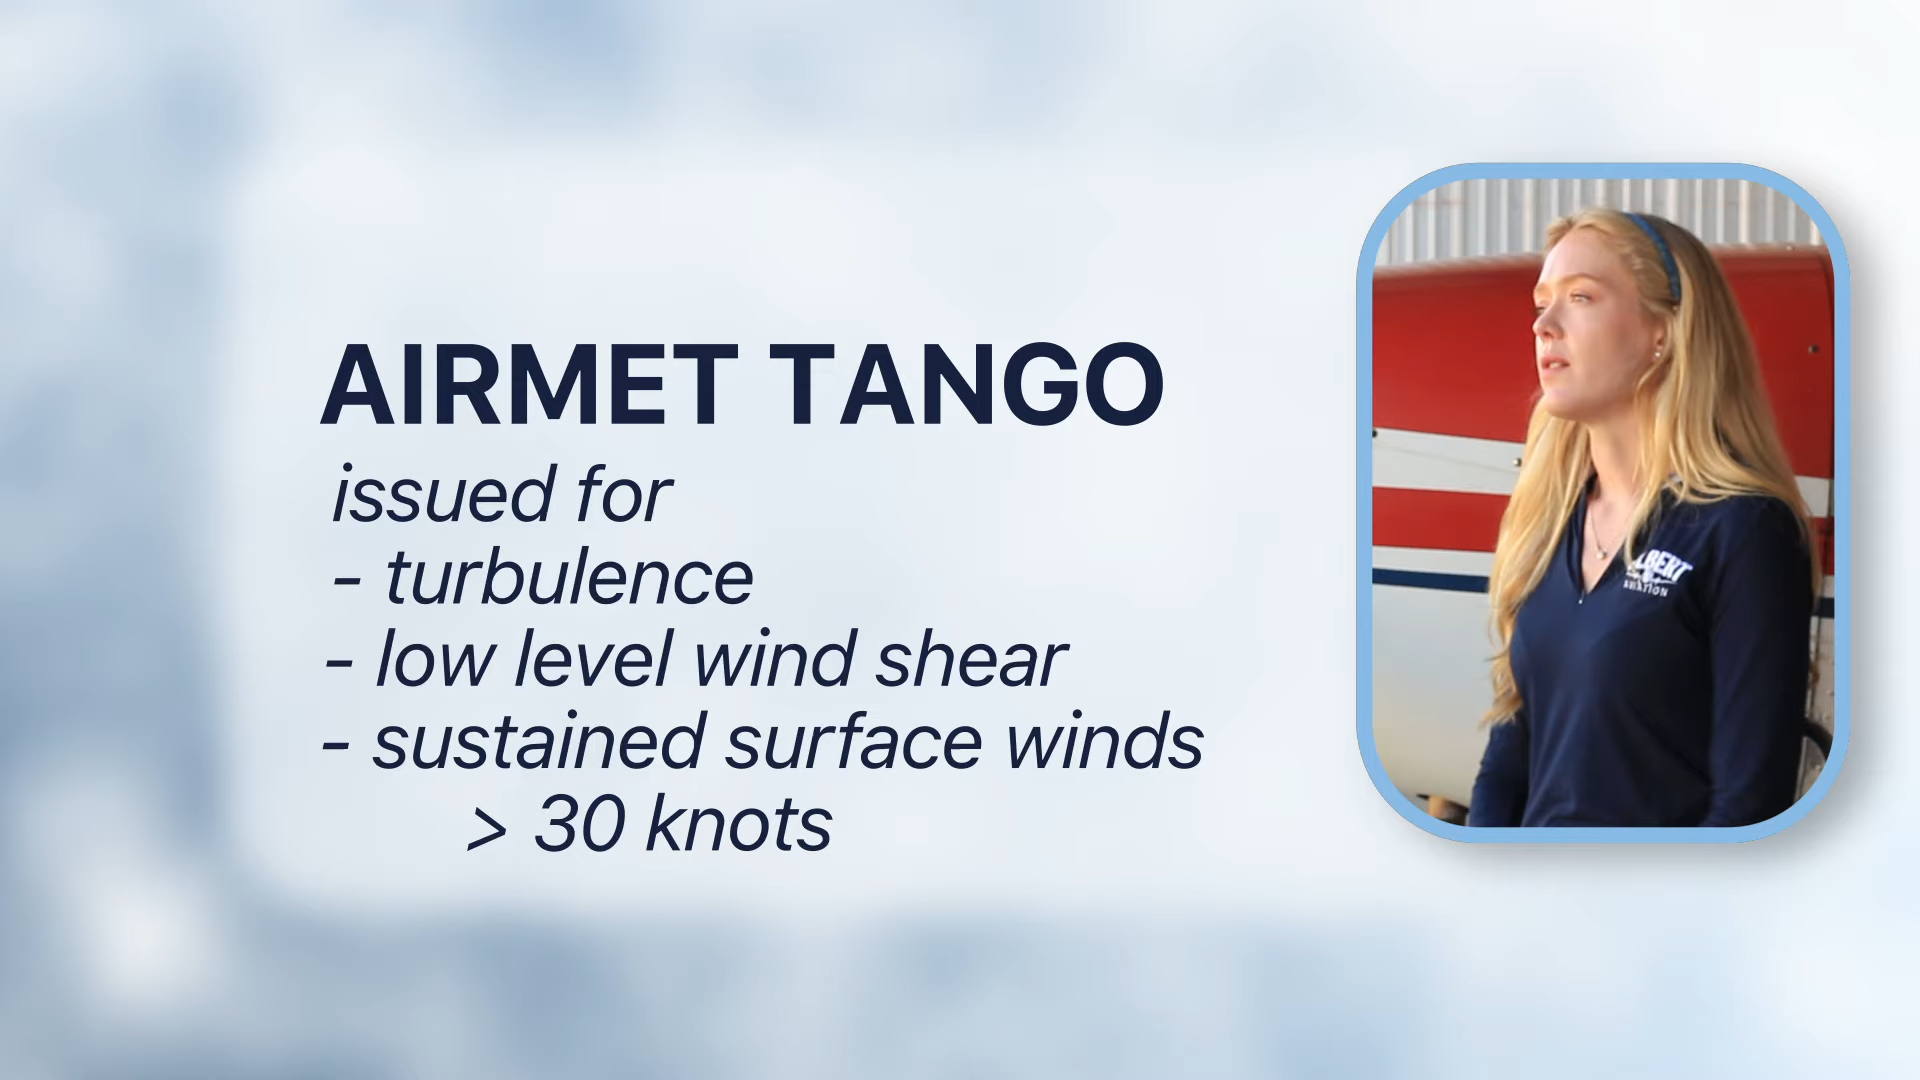 AIRMET TANGO
issued for
- turbulence
- low level wind shear
- sustained surface winds
> 30 knots
AVIATION